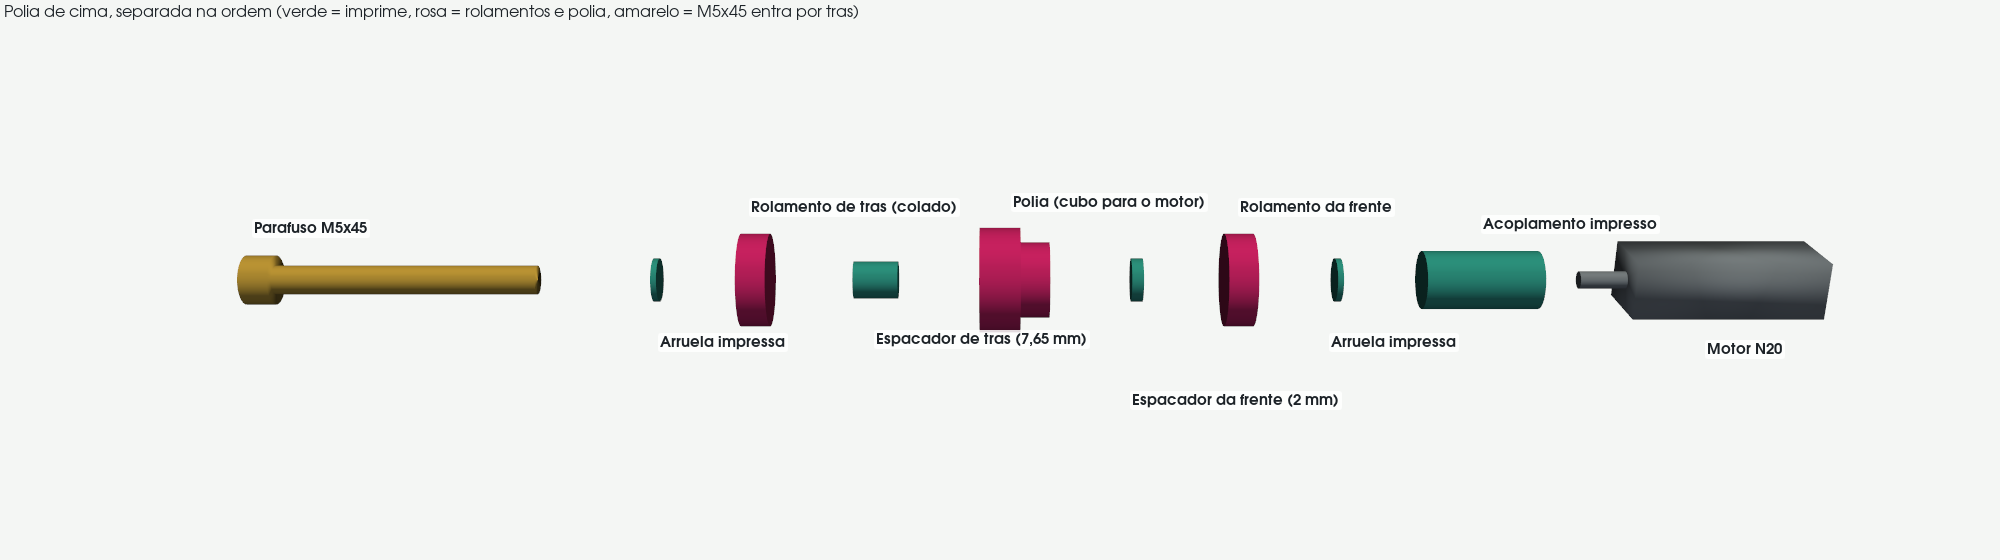 Polia de cima, separada na ordem (verde = imprime, rosa = rolamentos e polia, amarelo = M5x45 entra por tras)
Parafuso M5x45
Rolamento de tras (colado)
Polia (cubo para o motor)
Rolamento da frente
Acoplamento impresso
Arruela impressa
Espacador de tras (7,65 mm)
Arruela impressa
Motor N20
Espacador da frente (2 mm)